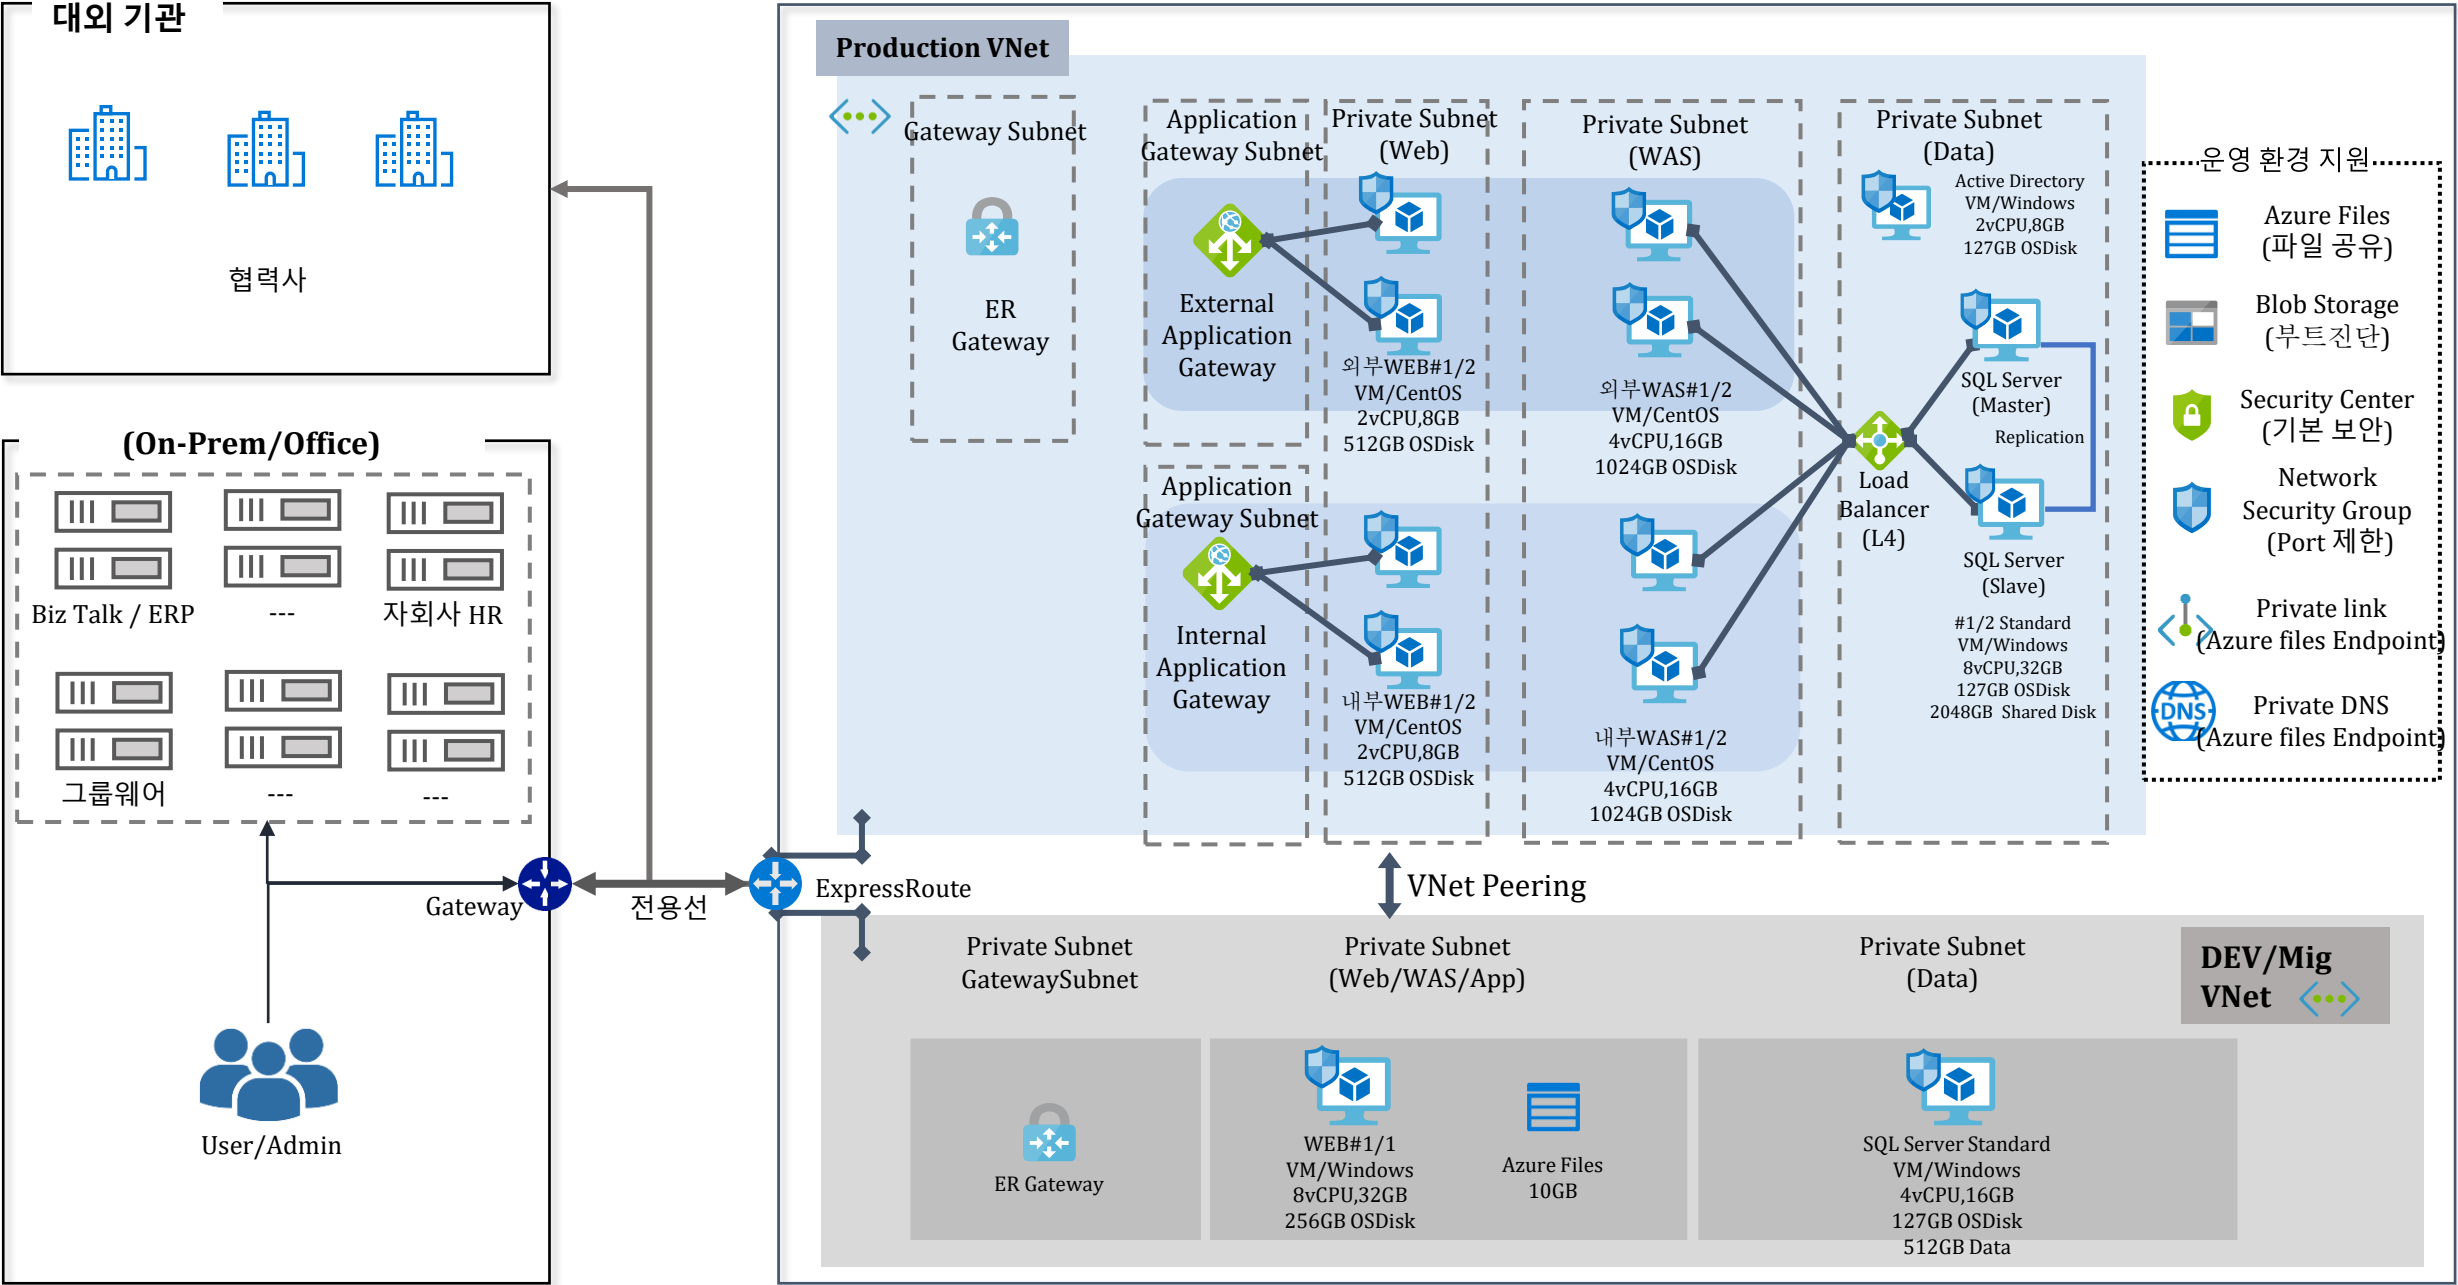 대외 기관
협력사
(On-Prem/Office)
Biz Talk / ERP
---
자회사 HR
그룹웨어
---
---
Gateway
전용선
User/Admin
ExpressRoute
Production VNet
Gateway Subnet
ER
Gateway
Application
Gateway Subnet
External
Application
Gateway
Application
Gateway Subnet
Internal
Application
Gateway
Private Subnet
(Web)
외부WEB#1/2
VM/CentOS
2vCPU,8GB
512GB OSDisk
내부WEB#1/2
VM/CentOS
2vCPU,8GB
512GB OSDisk
Private Subnet
(WAS)
외부WAS#1/2
VM/CentOS
4vCPU,16GB
1024GB OSDisk
내부WAS#1/2
VM/CentOS
4vCPU,16GB
1024GB OSDisk
Private Subnet
(Data)
Active Directory
VM/Windows
2vCPU,8GB
127GB OSDisk
SQL Server
(Master)
Replication
Load
Balancer
(L4)
SQL Server
(Slave)
#1/2 Standard
VM/Windows
8vCPU,32GB
127GB OSDisk
2048GB Shared Disk
운영 환경 지원
Azure Files
(파일 공유)
Blob Storage
(부트진단)
Security Center
(기본 보안)
Network
Security Group
(Port 제한)
Private link
(Azure files Endpoint)
DNS
Private DNS
(Azure files Endpoint)
VNet Peering
DEV/Mig
VNet
Private Subnet
GatewaySubnet
ER Gateway
Private Subnet
(Web/WAS/App)
WEB#1/1
VM/Windows
8vCPU,32GB
256GB OSDisk
Azure Files
10GB
Private Subnet
(Data)
SQL Server Standard
VM/Windows
4vCPU,16GB
127GB OSDisk
512GB Data